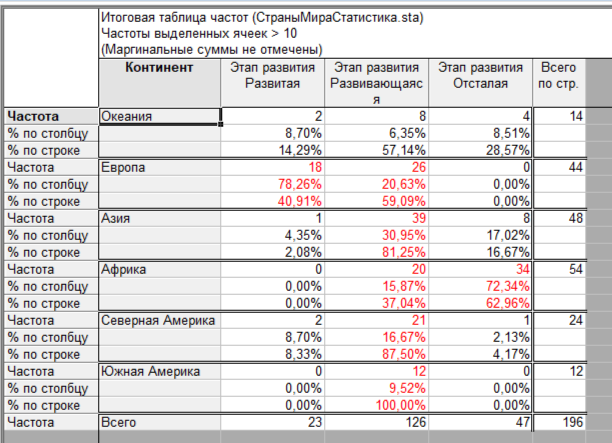 Итоговая таблица частот (СтраныМираСтатистика.sta)
Частоты выделенных ячеек > 10
(Маргинальные суммы не отмечены)
Континент Этап развития Развитая Этап развития Развивающаяс я Этап развития Отсталая Всего по стр.
Частота Океания 2 8 4 14
% по столбцу 8,70% 6,35% 8,51%
% по строке 14,29% 57,14% 28,57%
Частота Европа 18 26 0 44
% по столбцу 78,26% 20,63% 0,00%
% по строке 40,91% 59,09% 0,00%
Частота Азия 1 39 8 48
% по столбцу 4,35% 30,95% 17,02%
% по строке 2,08% 81,25% 16,67%
Частота Африка 0 20 34 54
% по столбцу 0,00% 15,87% 72,34%
% по строке 0,00% 37,04% 62,96%
Частота Северная Америка 2 21 1 24
% по столбцу 8,70% 16,67% 2,13%
% по строке 8,33% 87,50% 4,17%
Частота Южная Америка 0 12 0 12
% по столбцу 0,00% 9,52% 0,00%
% по строке 0,00% 100,00% 0,00%
Частота Всего 23 126 47 196